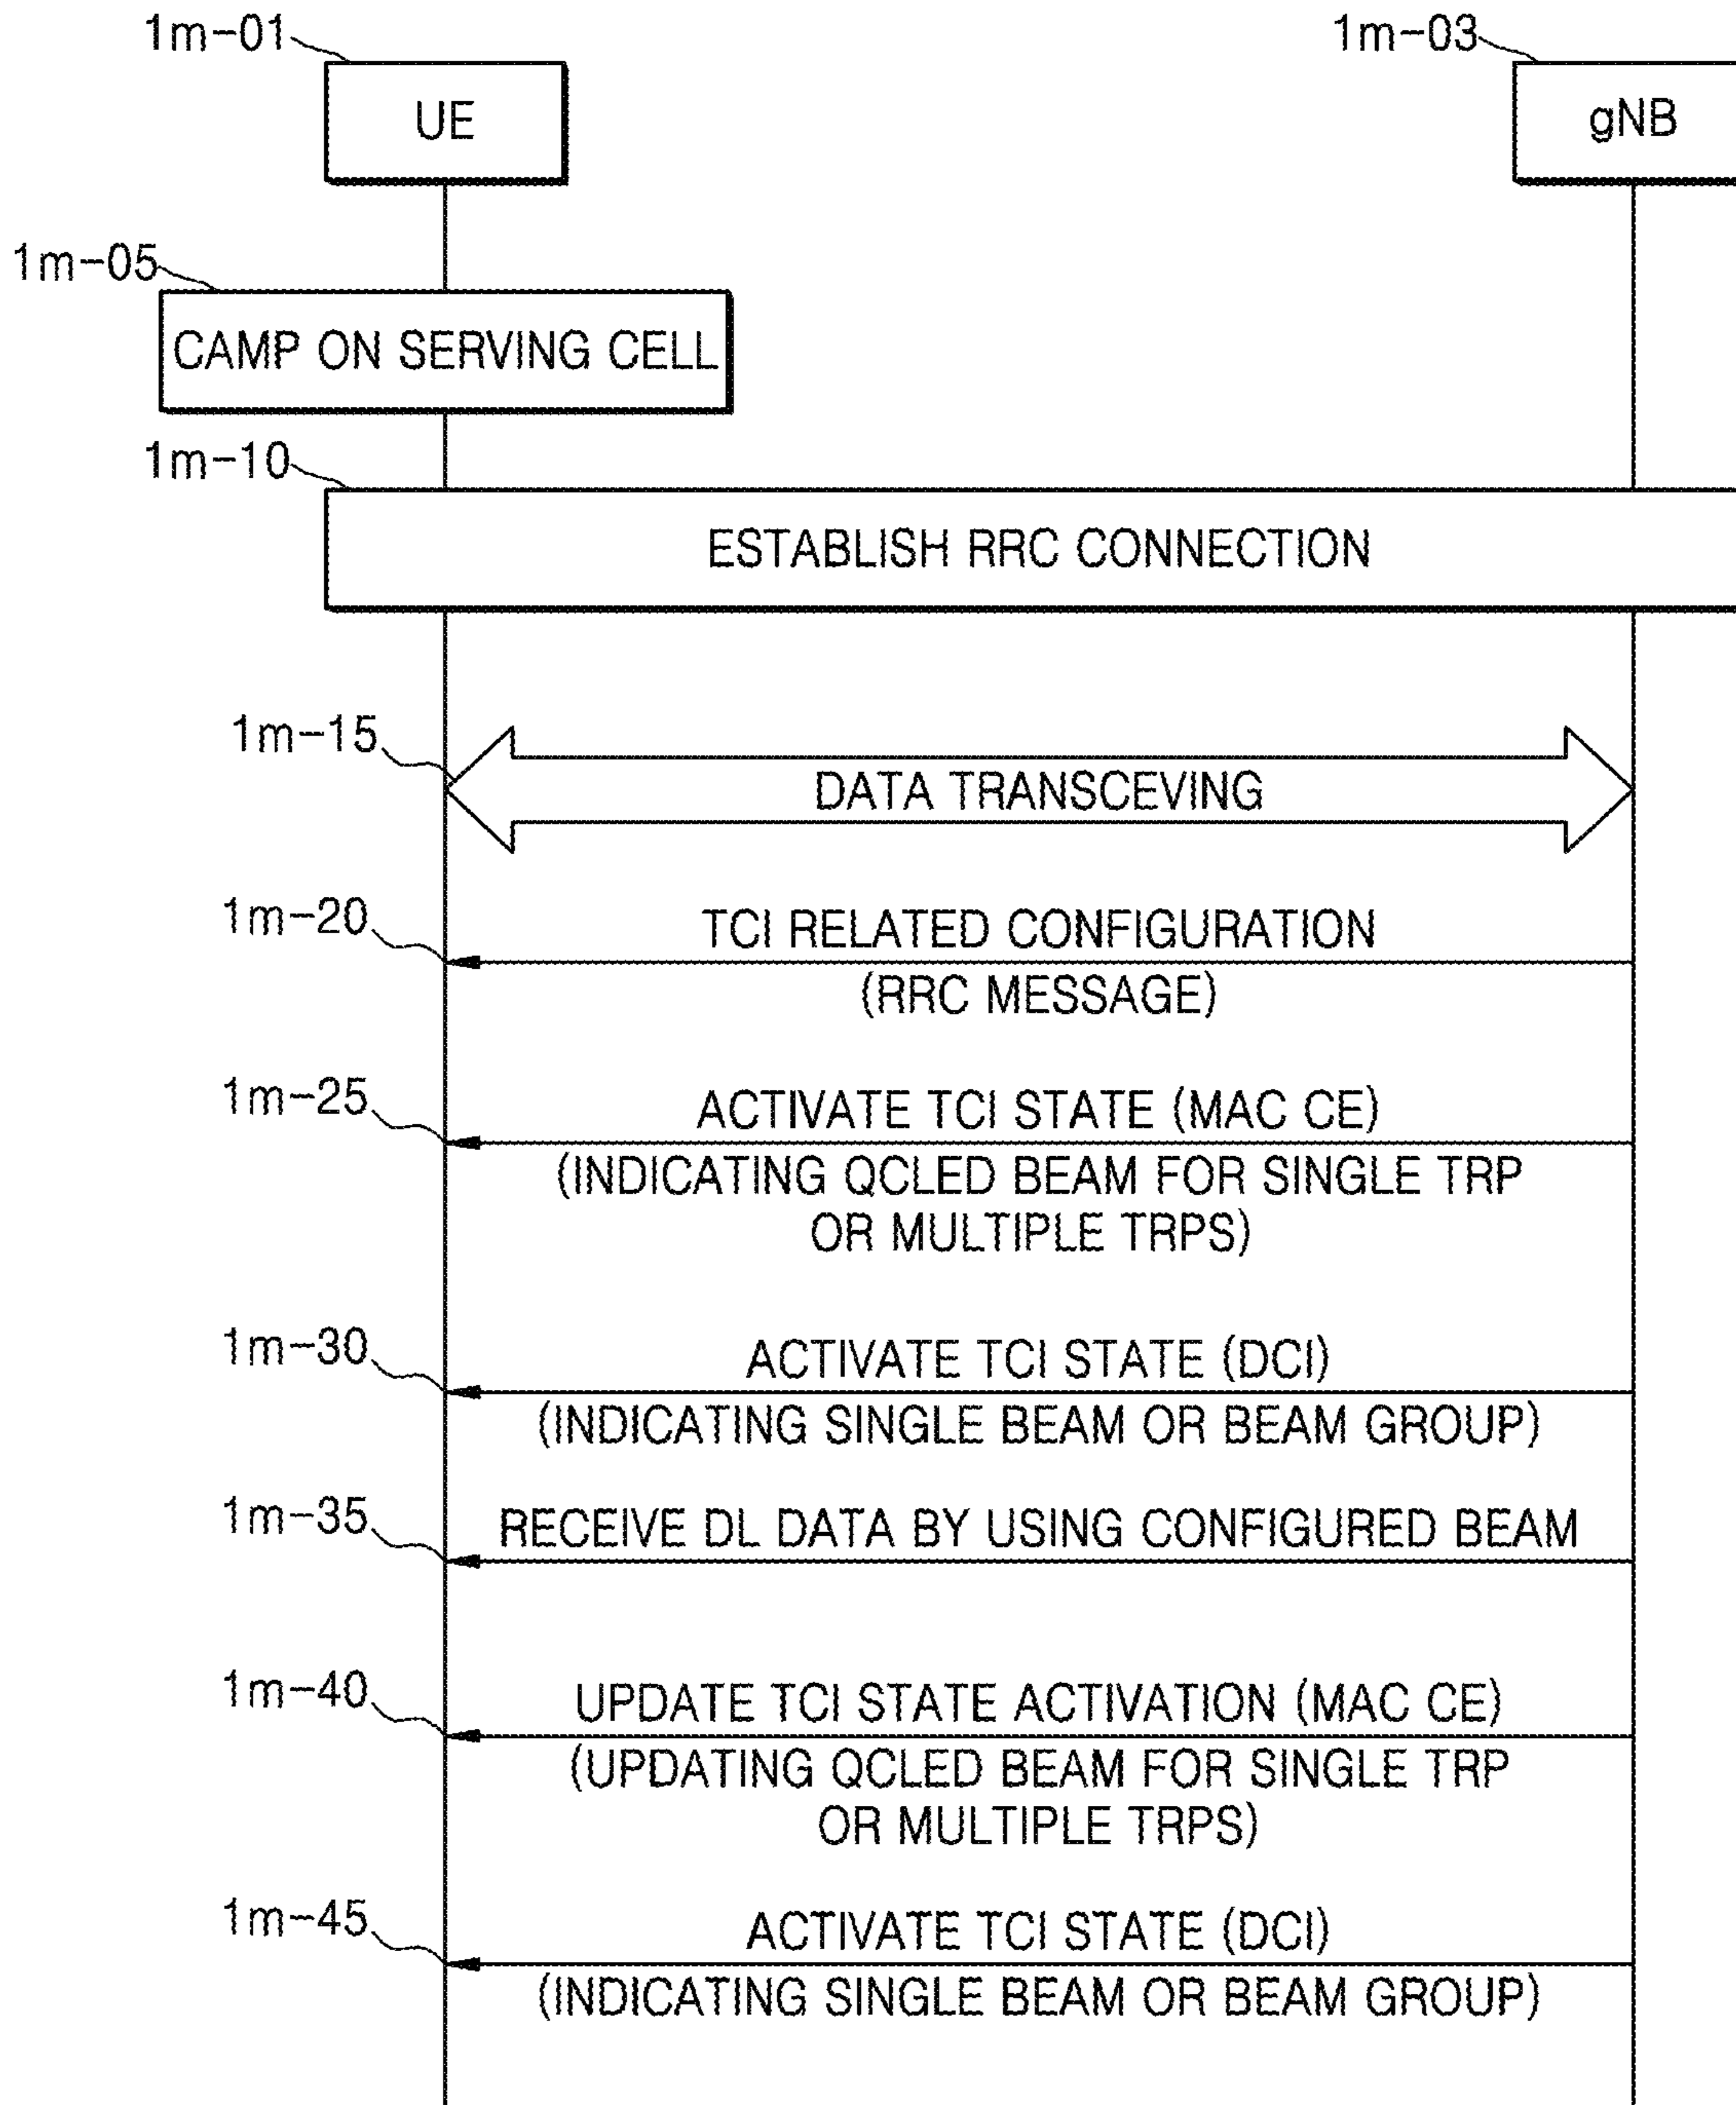 1m-01
1m-03
UE
gNB
1m-05
CAMP ON SERVING CELL
1m-10
ESTABLISH RRC CONNECTION
1m-15
DATA TRANSCEVING
1m-20
TCI RELATED CONFIGURATION
(RRC MESSAGE)
1m-25
ACTIVATE TCI STATE (MAC CE)
(INDICATING QCLED BEAM FOR SINGLE TRP
OR MULTIPLE TRPS)
1m-30
ACTIVATE TCI STATE (DCI)
(INDICATING SINGLE BEAM OR BEAM GROUP)
1m-35
RECEIVE DL DATA BY USING CONFIGURED BEAM
1m-40
UPDATE TCI STATE ACTIVATION (MAC CE)
(UPDATING QCLED BEAM FOR SINGLE TRP
OR MULTIPLE TRPS)
1m-45
ACTIVATE TCI STATE (DCI)
(INDICATING SINGLE BEAM OR BEAM GROUP)